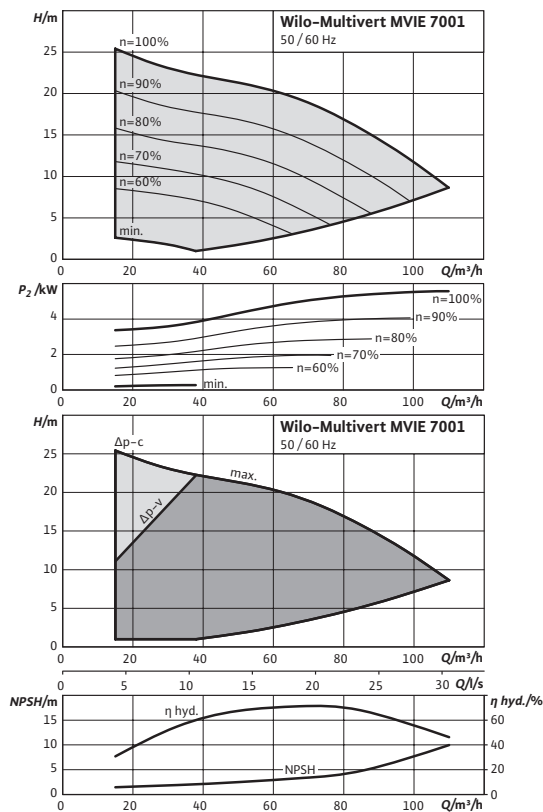 H/m
Wilo-Multivert MVIE 7001
50 / 60 Hz
25
n=100%
20
n=90%
15
n=80%
n=70%
10
n=60%
5
min.
0
0 20 40 60 80 100 Q/m³/h
P2 /kW
n=100%
4
n=90%
n=80%
2
n=70%
n=60%
min.
0
0 20 40 60 80 100 Q/m³/h
H/m
Wilo-Multivert MVIE 7001
50 / 60 Hz
Δp-c
25
max.
20
Δp-v
15
10
5
0
0 20 40 60 80 100 Q/m³/h
0 5 10 15 20 25 30 Q/l/s
NPSH/m
η hyd./%
η hyd.
15 60
10 40
NPSH
5 20
0 0
0 20 40 60 80 100 Q/m³/h